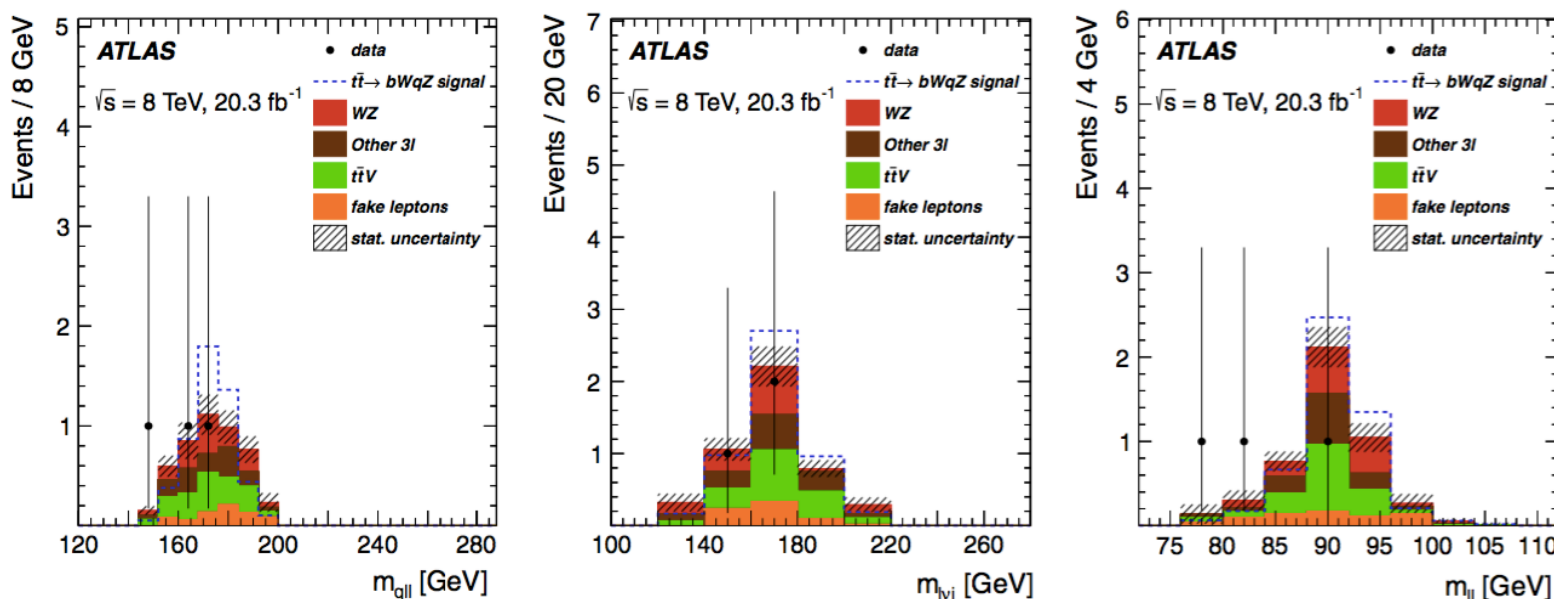 Events / 8 GeV
5
4
3
2
1
ATLAS
√s = 8 TeV, 20.3 fb⁻¹
data
tt̄→ bWqZ signal
WZ
Other 3l
tt̄V
fake leptons
stat. uncertainty
120 160 200 240 280
m_qll [GeV]
Events / 20 GeV
7
6
5
4
3
2
1
ATLAS
√s = 8 TeV, 20.3 fb⁻¹
data
tt̄→ bWqZ signal
WZ
Other 3l
tt̄V
fake leptons
stat. uncertainty
100 150 200 250
m_lνj [GeV]
Events / 4 GeV
6
5
4
3
2
1
ATLAS
√s = 8 TeV, 20.3 fb⁻¹
data
tt̄→ bWqZ signal
WZ
Other 3l
tt̄V
fake leptons
stat. uncertainty
75 80 85 90 95 100 105 110
m_ll [GeV]